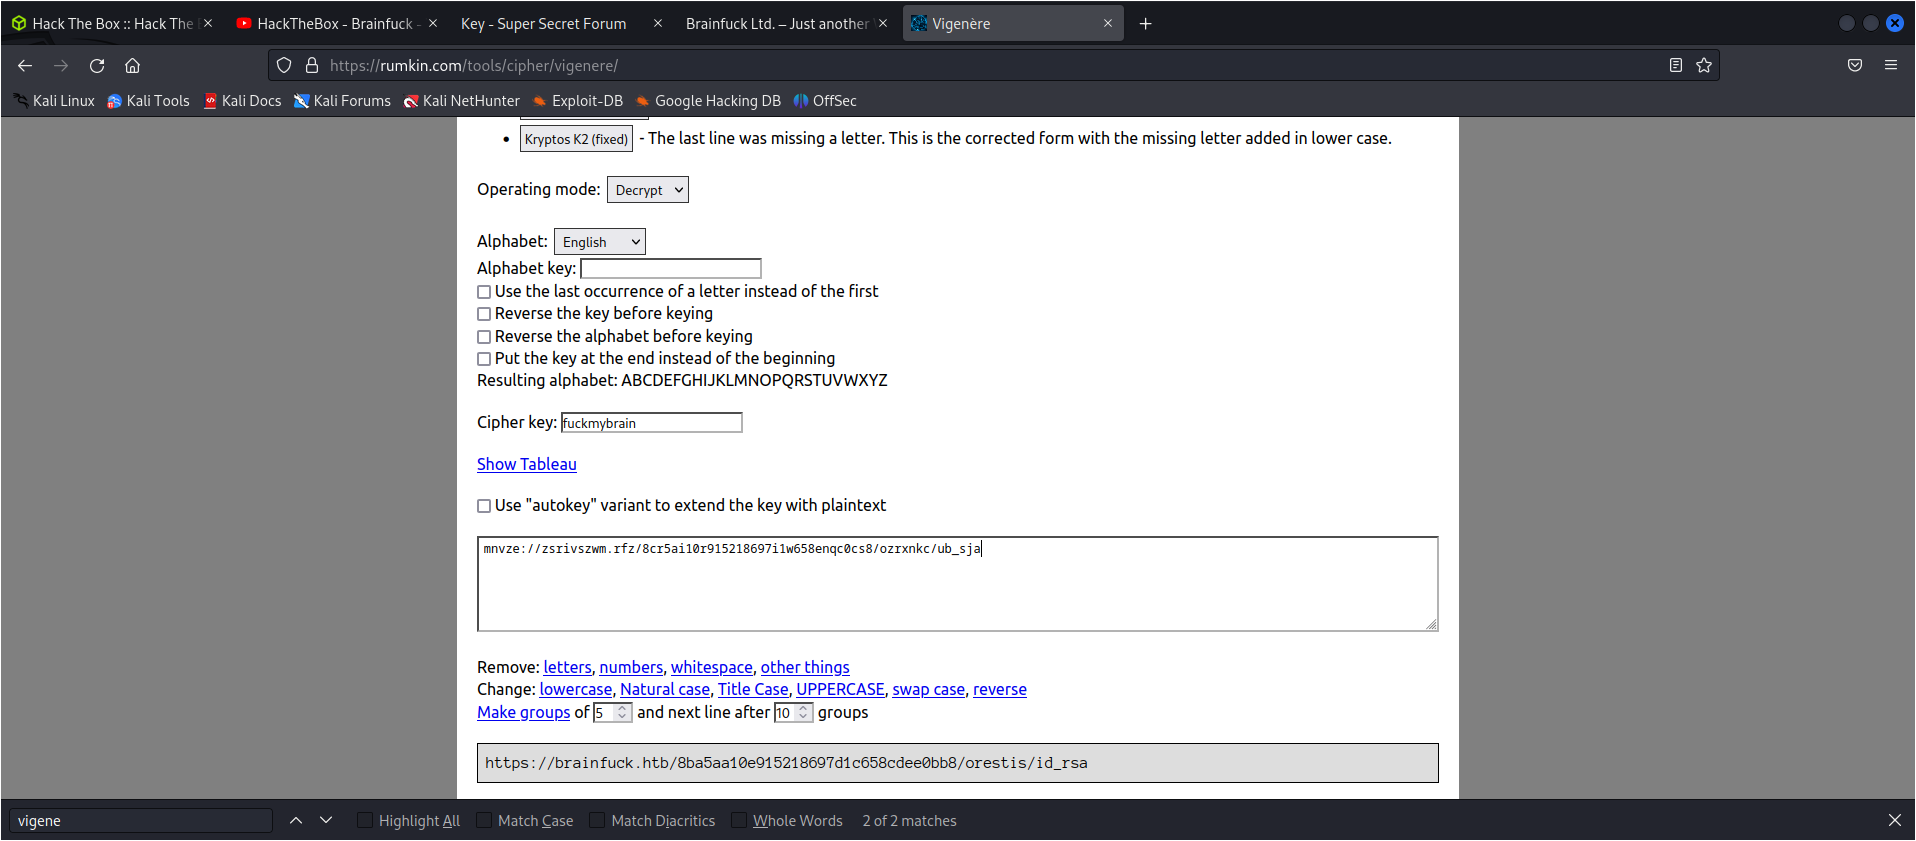 Hack The Box :: Hack The
HackTheBox - Brainfuck -
Key - Super Secret Forum
Brainfuck Ltd. – Just another
Vigenère
https://rumkin.com/tools/cipher/vigenere/
Kali Linux
Kali Tools
Kali Docs
Kali Forums
Kali NetHunter
Exploit-DB
Google Hacking DB
OffSec
Kryptos K2 (fixed) - The last line was missing a letter. This is the corrected form with the missing letter added in lower case.
Operating mode: Decrypt
Alphabet: English
Alphabet key:
Use the last occurrence of a letter instead of the first
Reverse the key before keying
Reverse the alphabet before keying
Put the key at the end instead of the beginning
Resulting alphabet: ABCDEFGHIJKLMNOPQRSTUVWXYZ
Cipher key: fuckmybrain
Show Tableau
Use "autokey" variant to extend the key with plaintext
mnvze://zsrivszwm.rfz/8cr5ai10r915218697i1w658enqc0cs8/ozrxnkc/ub_sja
Remove: letters, numbers, whitespace, other things
Change: lowercase, Natural case, Title Case, UPPERCASE, swap case, reverse
Make groups of 5 and next line after 10 groups
https://brainfuck.htb/8ba5aa10e915218697d1c658cdee0bb8/orestis/id_rsa
vigene
Highlight All
Match Case
Match Diacritics
Whole Words
2 of 2 matches